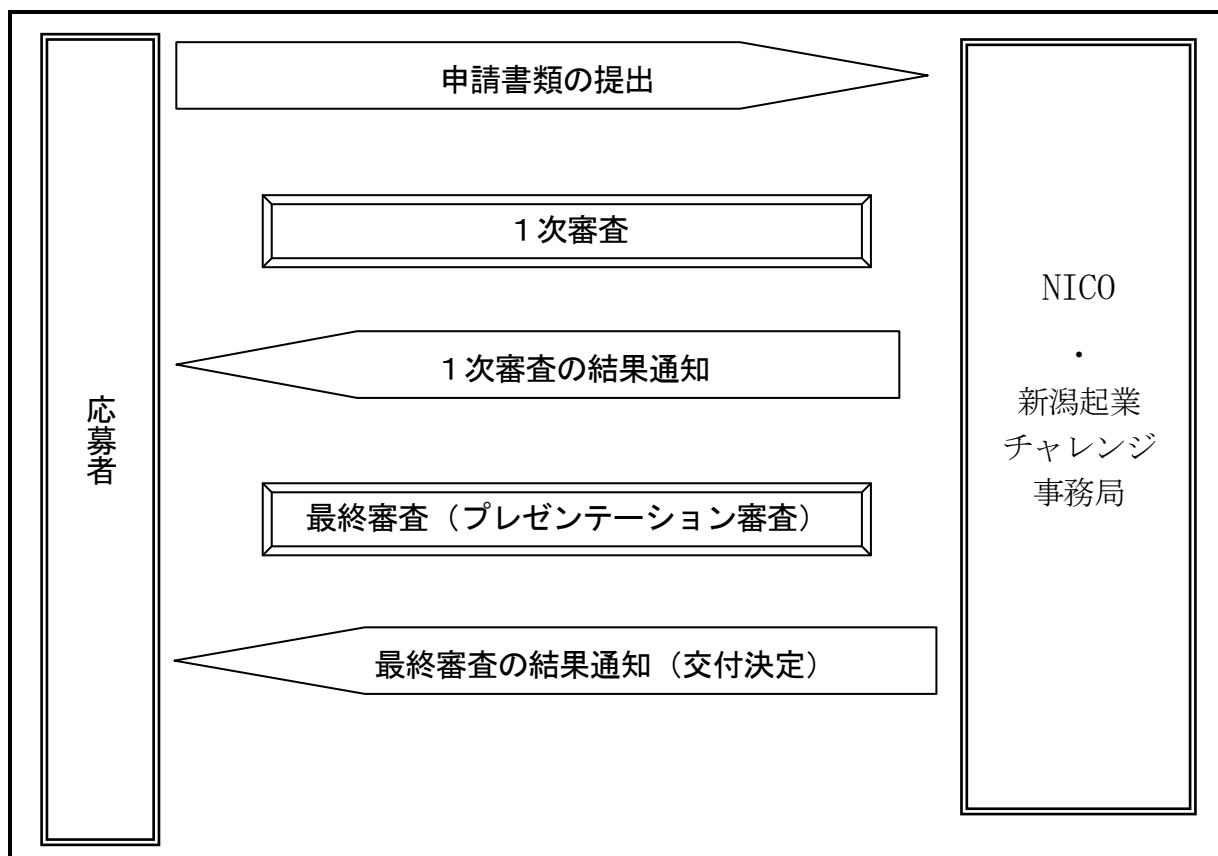 申請書類の提出
１次審査
１次審査の結果通知
最終審査（プレゼンテーション審査）
最終審査の結果通知（交付決定）
応募者
NICO
・
新潟起業
チャレンジ
事務局